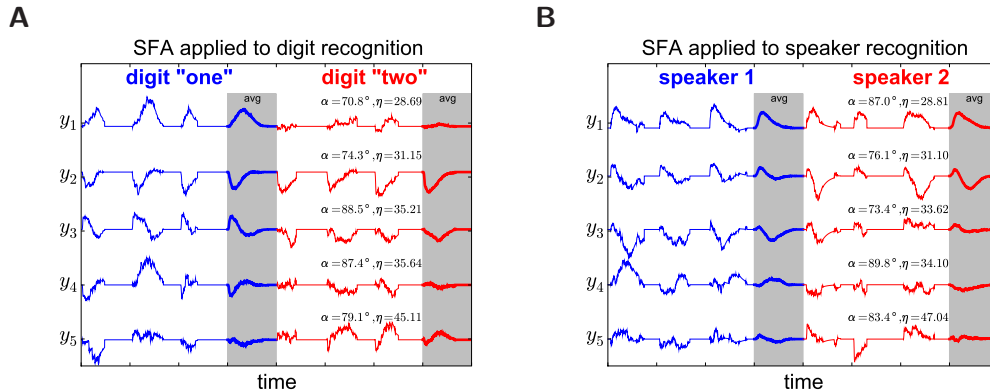 A
SFA applied to digit recognition
digit "one" digit "two"
avg avg
y1 α=70.8°,η=28.69
y2 α=74.3°,η=31.15
y3 α=88.5°,η=35.21
y4 α=87.4°,η=35.64
y5 α=79.1°,η=45.11
time
B
SFA applied to speaker recognition
speaker 1 speaker 2
avg avg
y1 α=87.0°,η=28.81
y2 α=76.1°,η=31.10
y3 α=73.4°,η=33.62
y4 α=89.8°,η=34.10
y5 α=83.4°,η=47.04
time